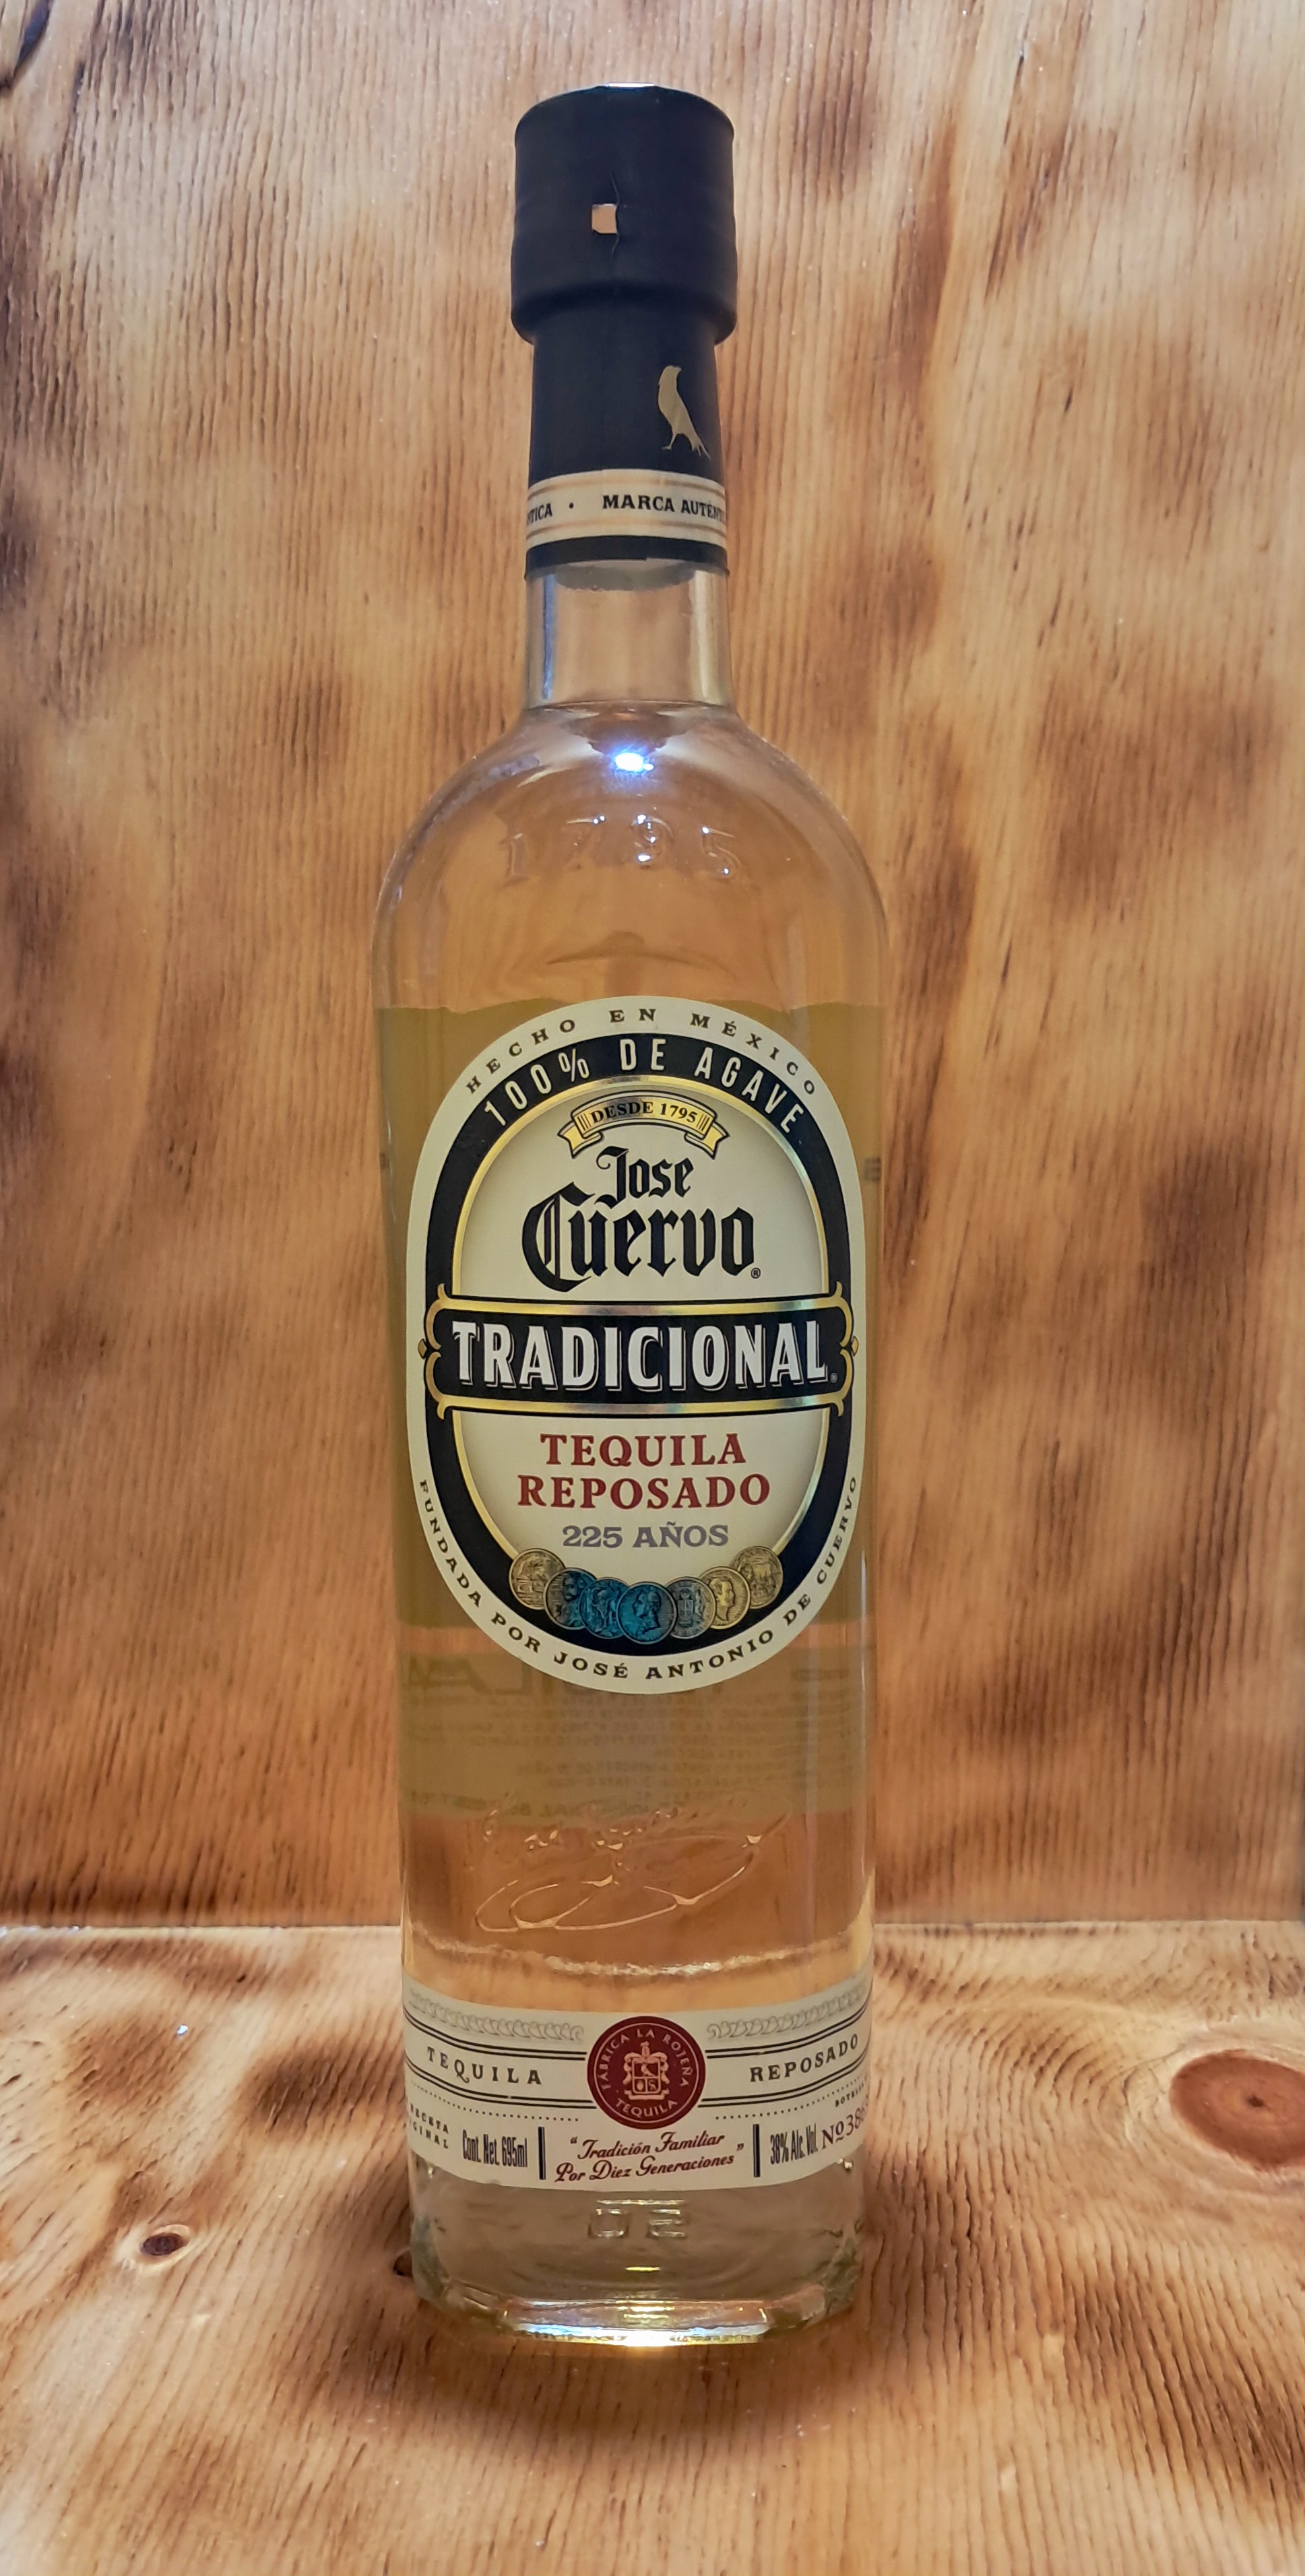 MARCA
1795
HECHO EN MÉXICO
100% DE AGAVE
DESDE 1795
Jose
Cuervo®
TRADICIONAL®
TEQUILA
REPOSADO
225 AÑOS
FUNDADA POR JOSÉ ANTONIO DE CUERVO
FÁBRICA LA ROJEÑA
TEQUILA
TEQUILA
REPOSADO
Cont. Net. 695ml
"Tradición Familiar
Por Diez Generaciones"
38% Alc. Vol.